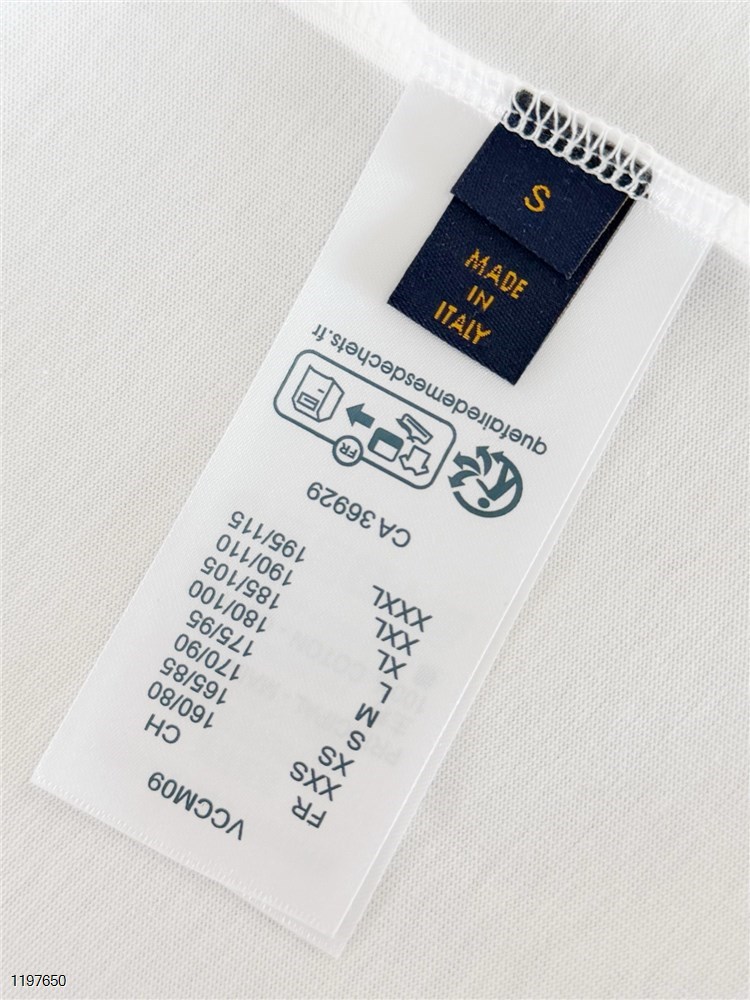 S
MADE
IN
ITALY
VCCM09
FR CH
XXS 160/80
XS 165/85
S 170/90
M 175/95
L 180/100
XL 185/105
XXL 190/110
XXXL 195/115
CA 36929
FR
quefairedemesdechets.fr
1197650